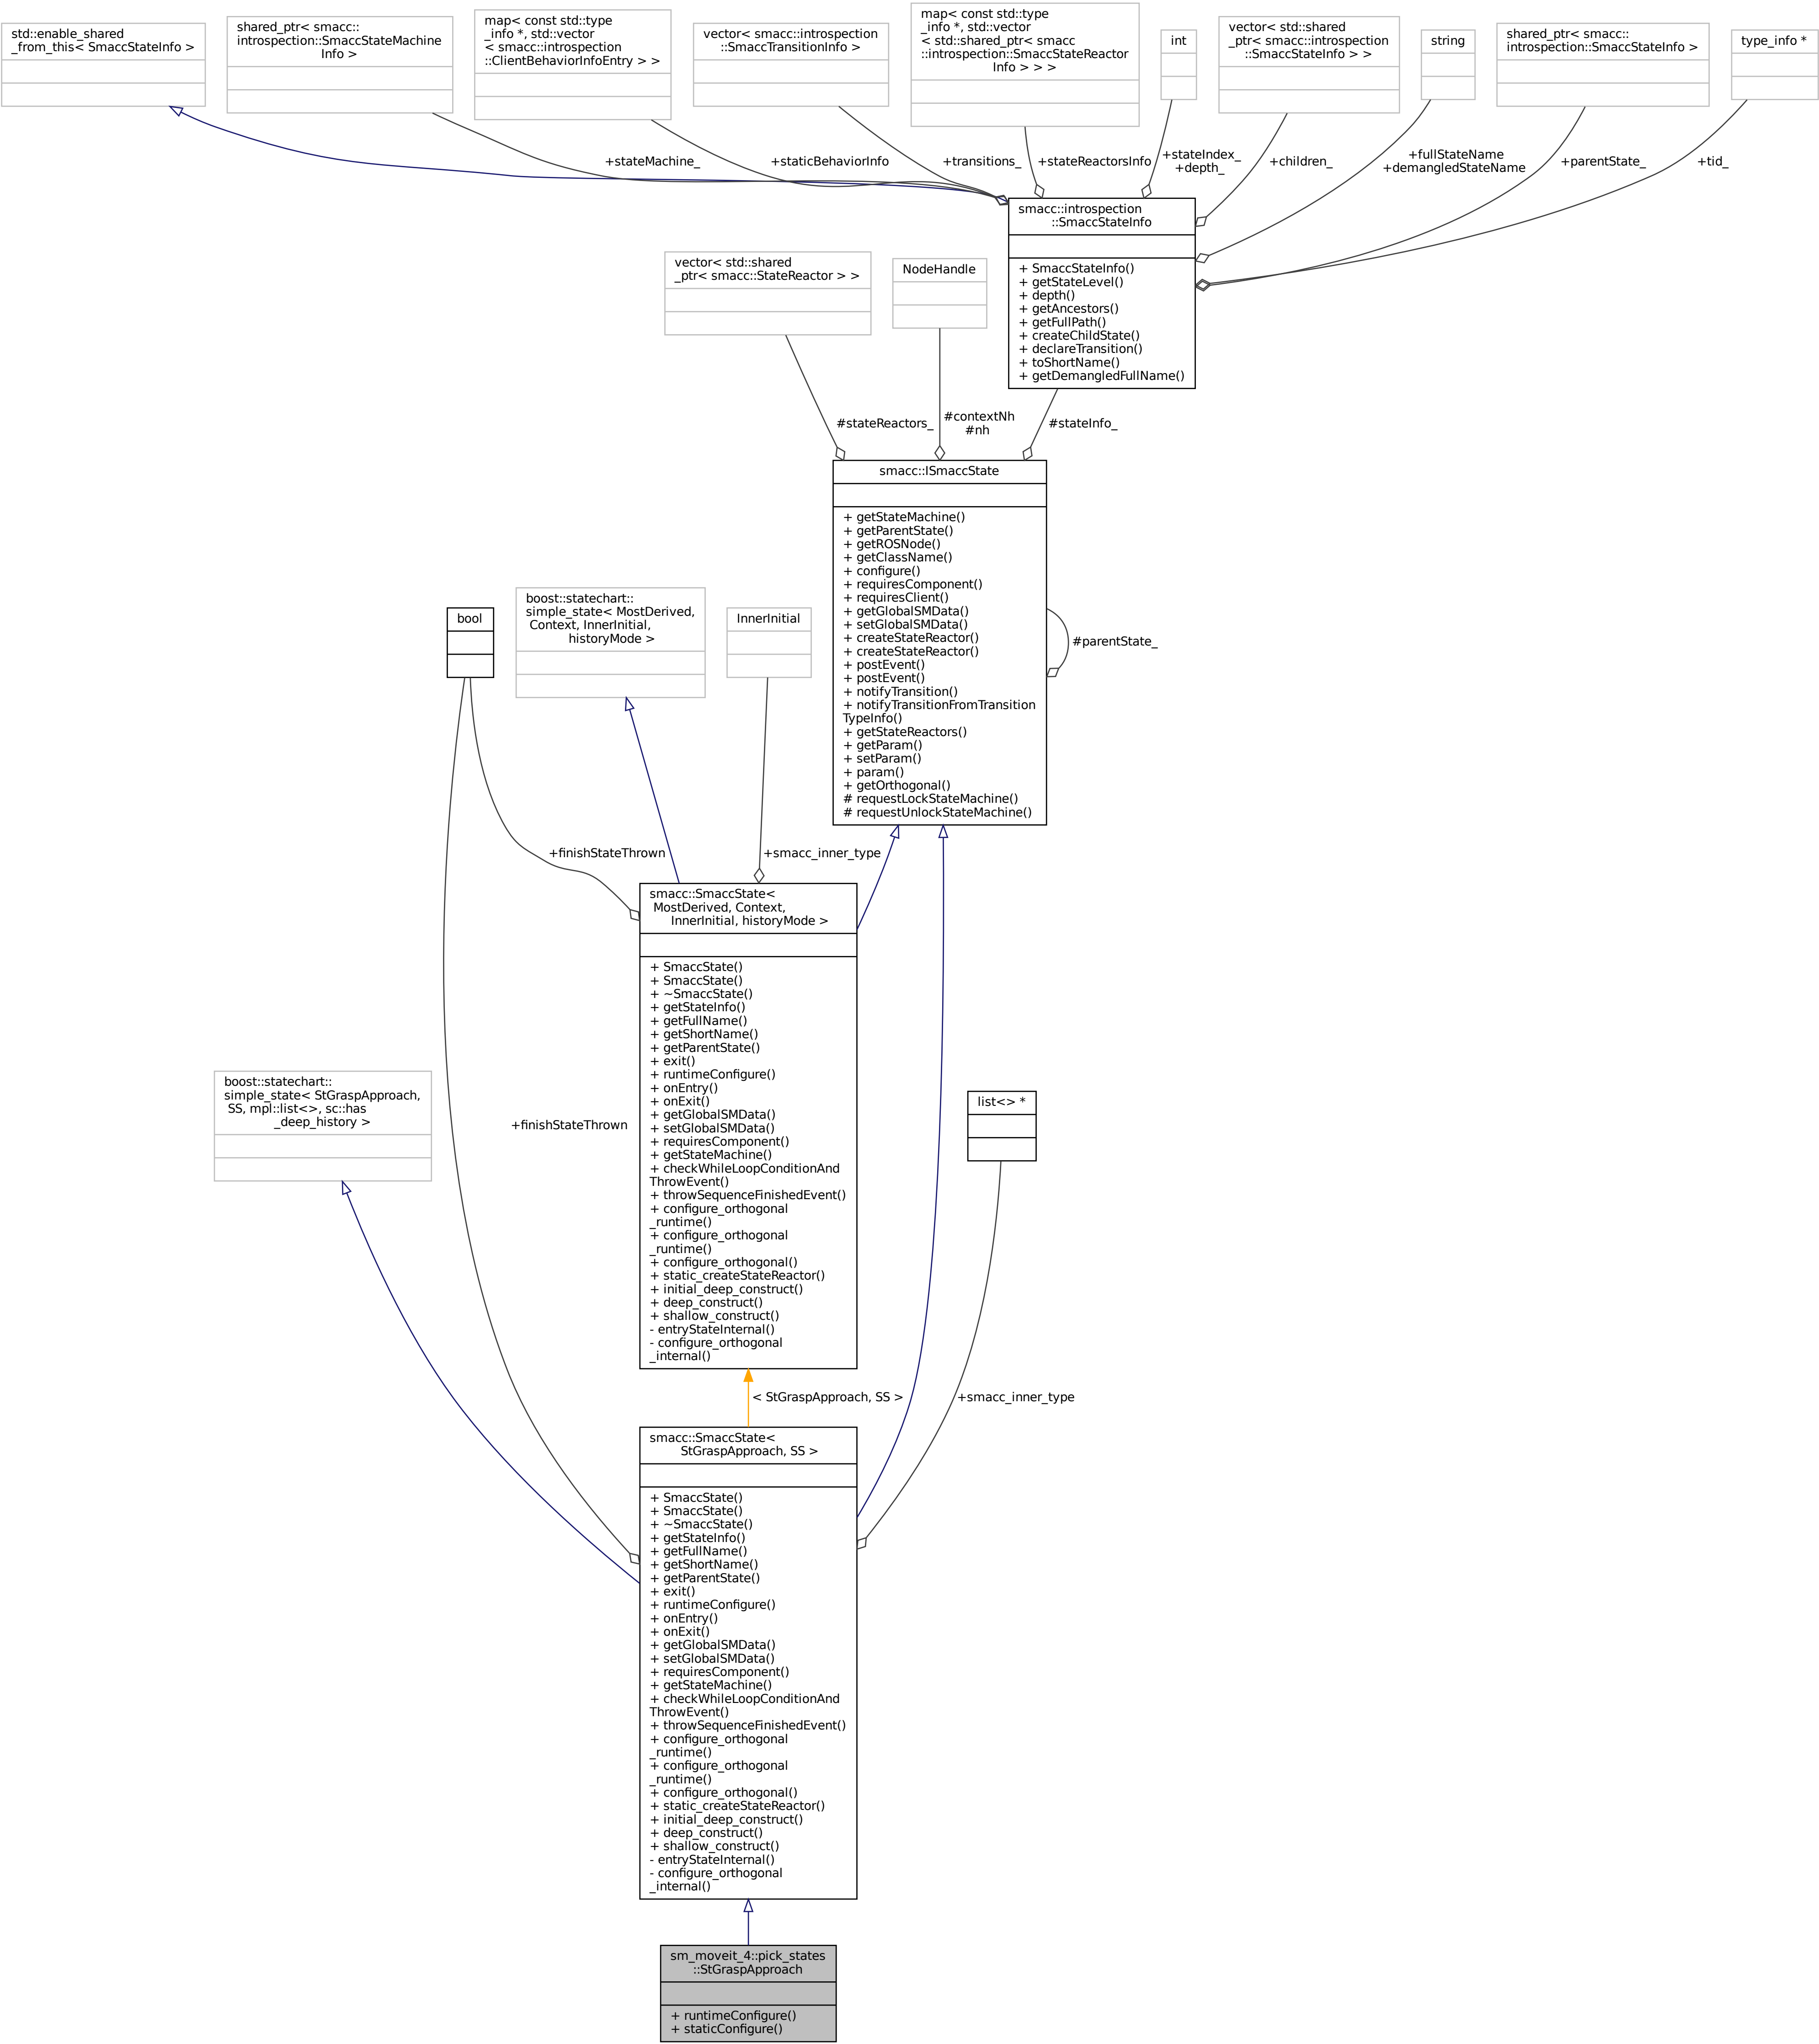 std::enable_shared
_from_this< SmaccStateInfo >
shared_ptr< smacc::
introspection::SmaccStateMachine
Info >
map< const std::type
_info *, std::vector
< smacc::introspection
::ClientBehaviorInfoEntry > >
vector< smacc::introspection
::SmaccTransitionInfo >
map< const std::type
_info *, std::vector
< std::shared_ptr< smacc
::introspection::SmaccStateReactor
Info > > >
int
vector< std::shared
_ptr< smacc::introspection
::SmaccStateInfo > >
string
shared_ptr< smacc::
introspection::SmaccStateInfo >
type_info *
+stateMachine_
+staticBehaviorInfo
+transitions_
+stateReactorsInfo
+stateIndex_
+depth_
+children_
+fullStateName
+demangledStateName
+parentState_
+tid_
smacc::introspection
::SmaccStateInfo
+ SmaccStateInfo()
+ getStateLevel()
+ depth()
+ getAncestors()
+ getFullPath()
+ createChildState()
+ declareTransition()
+ toShortName()
+ getDemangledFullName()
vector< std::shared
_ptr< smacc::StateReactor > >
NodeHandle
#stateReactors_
#contextNh
#nh
#stateInfo_
smacc::ISmaccState
+ getStateMachine()
+ getParentState()
+ getROSNode()
+ getClassName()
+ configure()
+ requiresComponent()
+ requiresClient()
+ getGlobalSMData()
+ setGlobalSMData()
+ createStateReactor()
+ createStateReactor()
+ postEvent()
+ postEvent()
+ notifyTransition()
+ notifyTransitionFromTransition
TypeInfo()
+ getStateReactors()
+ getParam()
+ setParam()
+ param()
+ getOrthogonal()
# requestLockStateMachine()
# requestUnlockStateMachine()
#parentState_
bool
boost::statechart::
simple_state< MostDerived,
Context, InnerInitial,
historyMode >
InnerInitial
+finishStateThrown
+smacc_inner_type
smacc::SmaccState<
MostDerived, Context,
InnerInitial, historyMode >
+ SmaccState()
+ SmaccState()
+ ~SmaccState()
+ getStateInfo()
+ getFullName()
+ getShortName()
+ getParentState()
+ exit()
+ runtimeConfigure()
+ onEntry()
+ onExit()
+ getGlobalSMData()
+ setGlobalSMData()
+ requiresComponent()
+ getStateMachine()
+ checkWhileLoopConditionAnd
ThrowEvent()
+ throwSequenceFinishedEvent()
+ configure_orthogonal
_runtime()
+ configure_orthogonal
_runtime()
+ configure_orthogonal()
+ static_createStateReactor()
+ initial_deep_construct()
+ deep_construct()
+ shallow_construct()
- entryStateInternal()
- configure_orthogonal
_internal()
boost::statechart::
simple_state< StGraspApproach,
SS, mpl::list<>, sc::has
_deep_history >
+finishStateThrown
list<> *
< StGraspApproach, SS >
+smacc_inner_type
smacc::SmaccState<
StGraspApproach, SS >
+ SmaccState()
+ SmaccState()
+ ~SmaccState()
+ getStateInfo()
+ getFullName()
+ getShortName()
+ getParentState()
+ exit()
+ runtimeConfigure()
+ onEntry()
+ onExit()
+ getGlobalSMData()
+ setGlobalSMData()
+ requiresComponent()
+ getStateMachine()
+ checkWhileLoopConditionAnd
ThrowEvent()
+ throwSequenceFinishedEvent()
+ configure_orthogonal
_runtime()
+ configure_orthogonal
_runtime()
+ configure_orthogonal()
+ static_createStateReactor()
+ initial_deep_construct()
+ deep_construct()
+ shallow_construct()
- entryStateInternal()
- configure_orthogonal
_internal()
sm_moveit_4::pick_states
::StGraspApproach
+ runtimeConfigure()
+ staticConfigure()